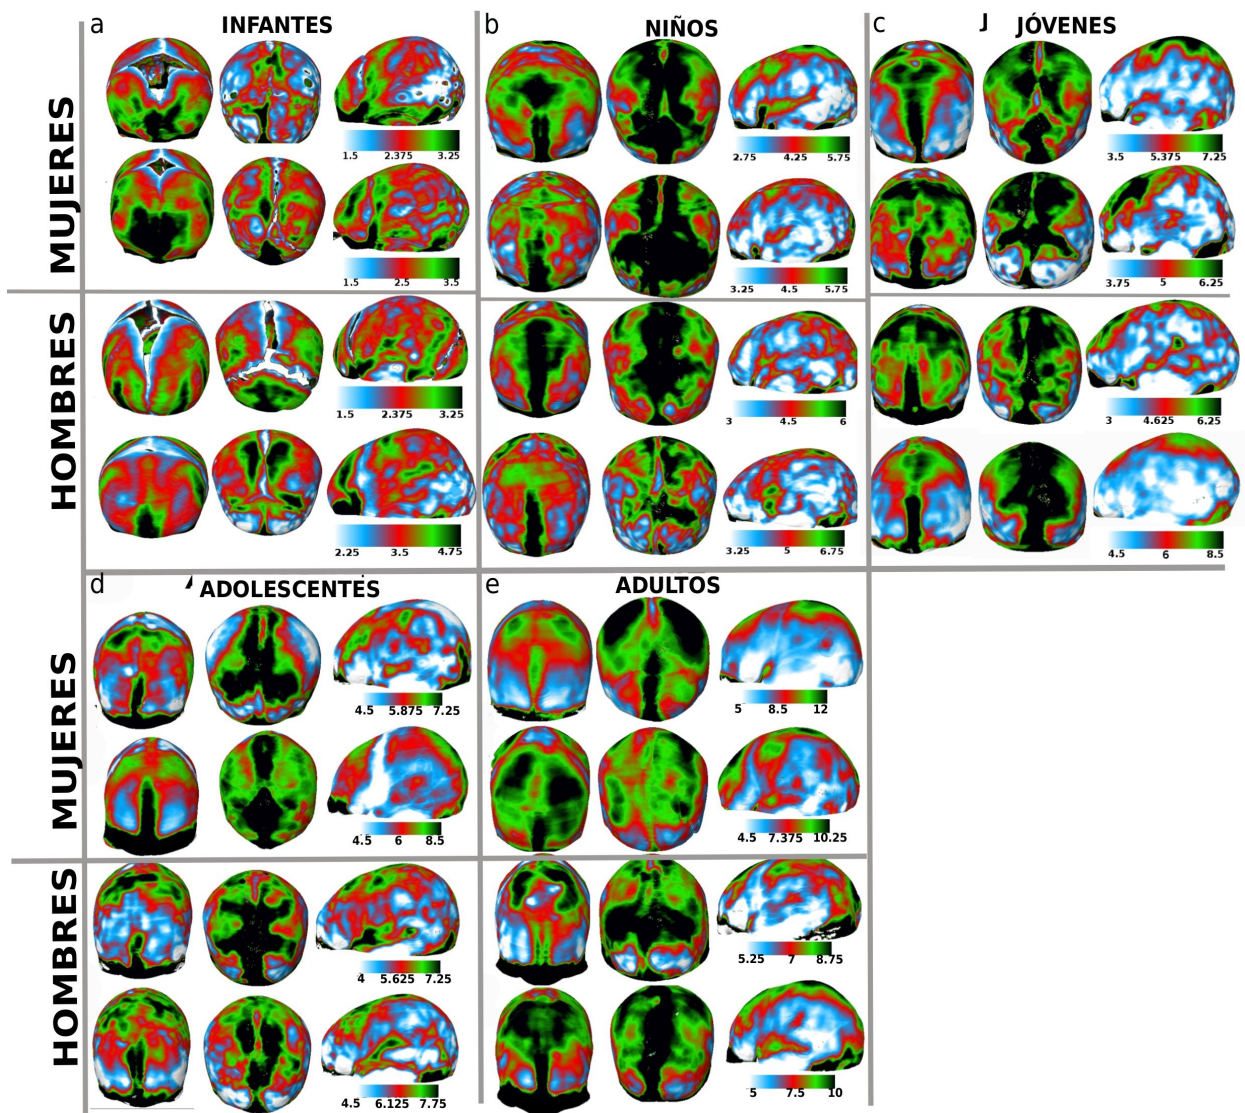 a INFANTES
b NIÑOS
c J JÓVENES
MUJERES
1.5 2.375 3.25
2.75 4.25 5.75
3.5 5.375 7.25
1.5 2.5 3.5
3.25 4.5 5.75
3.75 5 6.25
HOMBRES
1.5 2.375 3.25
3 4.5 6
3 4.625 6.25
2.25 3.5 4.75
3.25 5 6.75
4.5 6 8.5
d ADOLESCENTES
e ADULTOS
MUJERES
4.5 5.875 7.25
5 8.5 12
4.5 6 8.5
4.5 7.375 10.25
HOMBRES
4 5.625 7.25
5.25 7 8.75
4.5 6.125 7.75
5 7.5 10